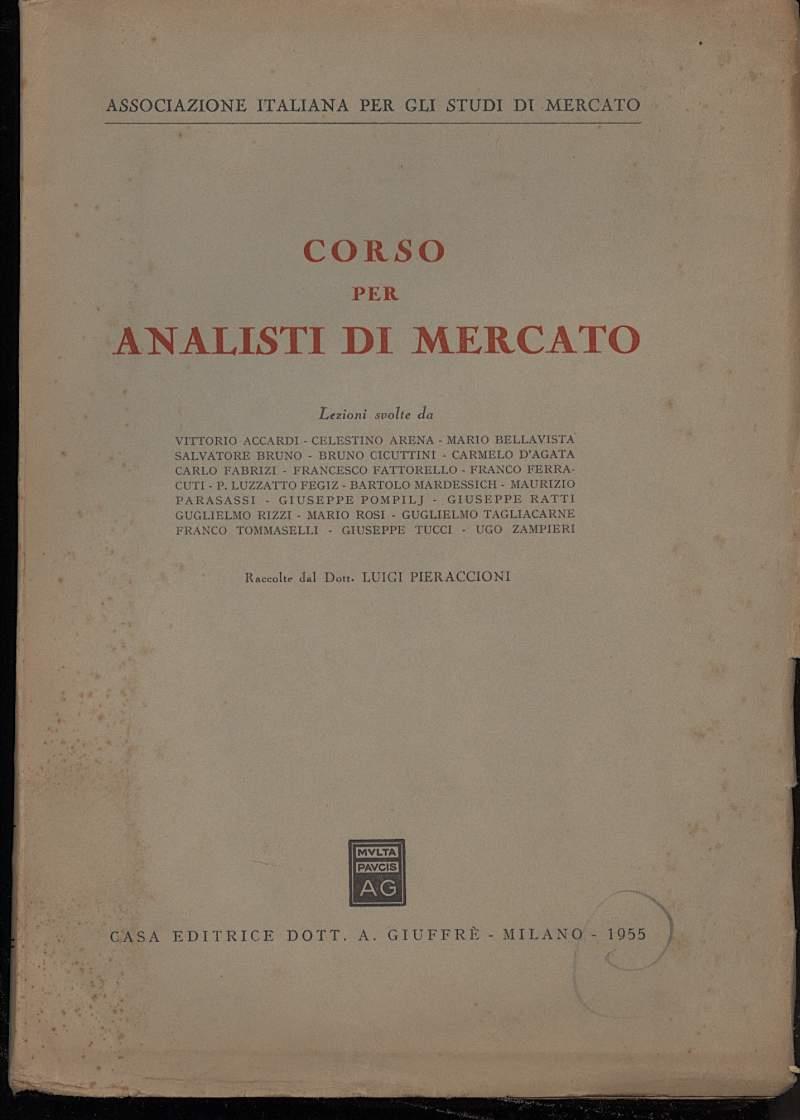 ASSOCIAZIONE ITALIANA PER GLI STUDI DI MERCATO
CORSO
PER
ANALISTI DI MERCATO
Lezioni svolte da
VITTORIO ACCARDI - CELESTINO ARENA - MARIO BELLAVISTA
SALVATORE BRUNO - BRUNO CICUTTINI - CARMELO D'AGATA
CARLO FABRIZI - FRANCESCO FATTORELLO - FRANCO FERRA-
CUTI - P. LUZZATTO FEGIZ - BARTOLO MARDESSICH - MAURIZIO
PARASASSI - GIUSEPPE POMPILJ - GIUSEPPE RATTI
GUGLIELMO RIZZI - MARIO ROSI - GUGLIELMO TAGLIACARNE
FRANCO TOMMASELLI - GIUSEPPE TUCCI - UGO ZAMPIERI
Raccolte dal Dott. LUIGI PIERACCIONI
MVLTA
PAVCIS
AG
CASA EDITRICE DOTT. A. GIUFFRÈ - MILANO - 1955